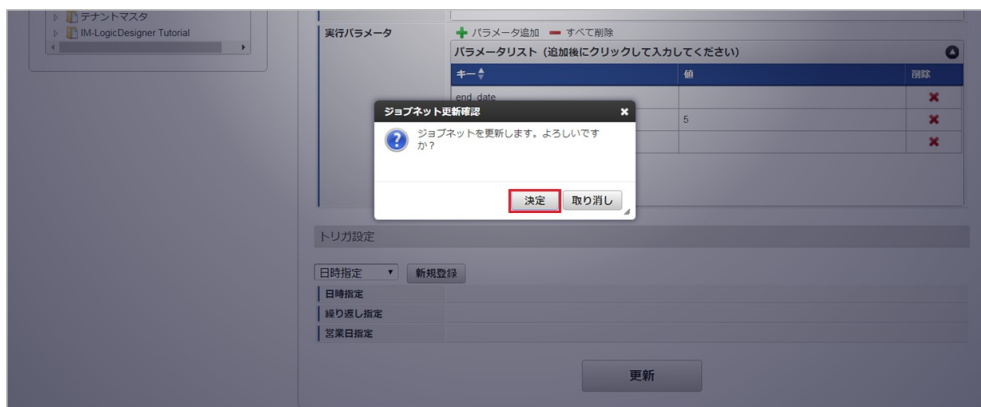 テナントマスタ
IM-LogicDesigner Tutorial
実行パラメータ
パラメータ追加 すべて削除
パラメータリスト（追加後にクリックして入力してください）
キー 値 削除
end_date
ジョブネット更新確認
ジョブネットを更新します。よろしいです
か？
5
決定 取り消し
トリガ設定
日時指定 新規登録
日時指定
繰り返し指定
営業日指定
更新